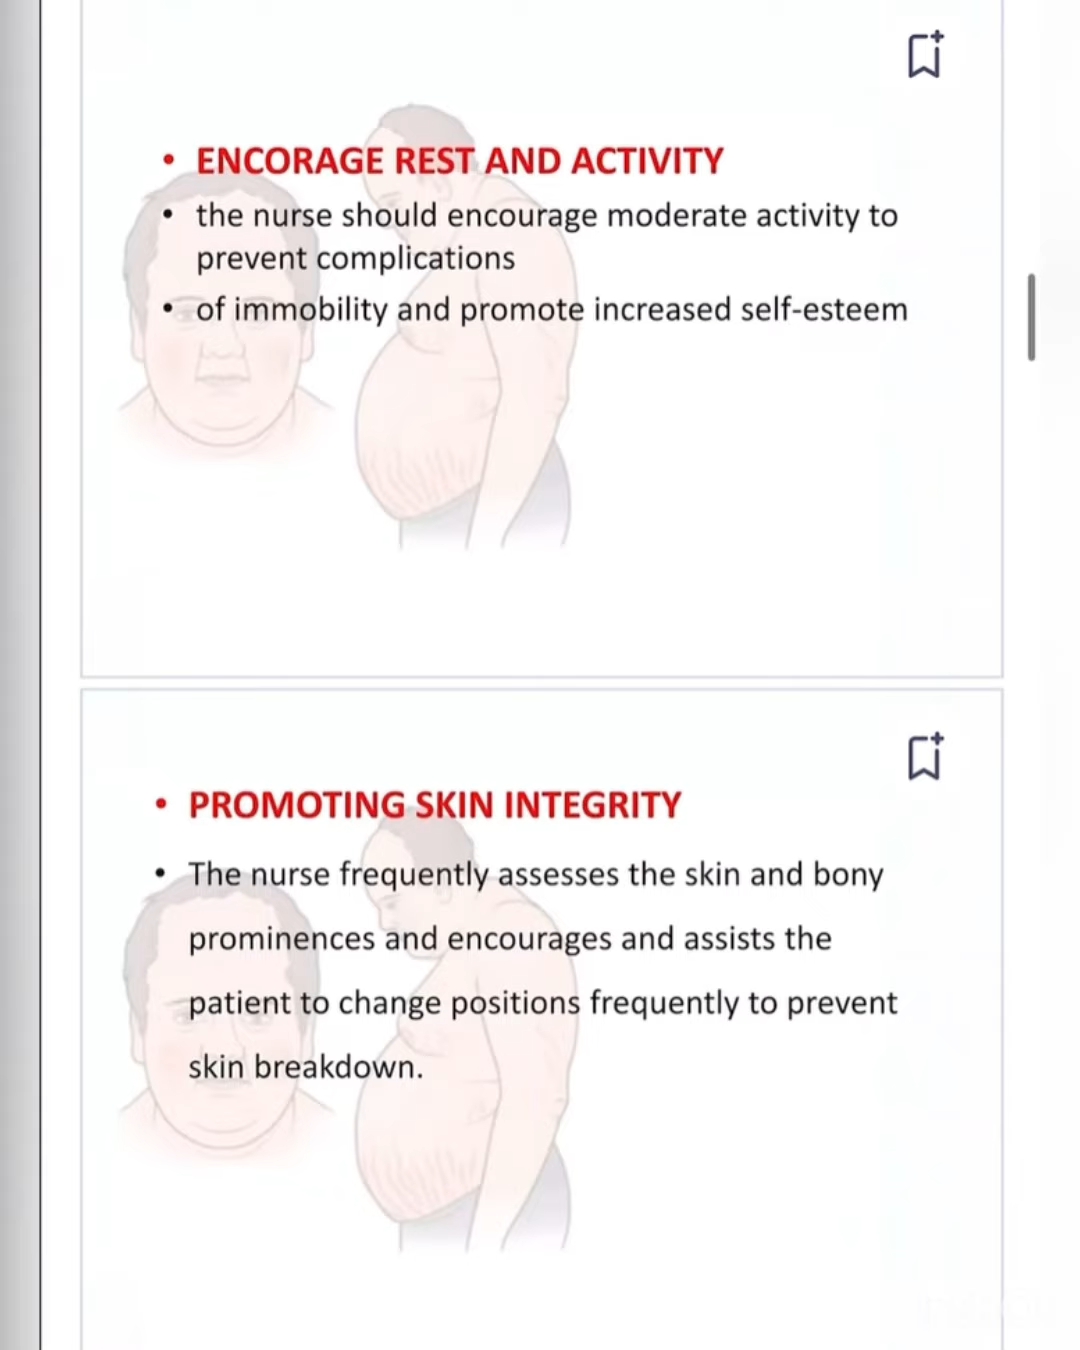 • ENCORAGE REST AND ACTIVITY
• the nurse should encourage moderate activity to
prevent complications
• of immobility and promote increased self-esteem
• PROMOTING SKIN INTEGRITY
• The nurse frequently assesses the skin and bony
prominences and encourages and assists the
patient to change positions frequently to prevent
skin breakdown.